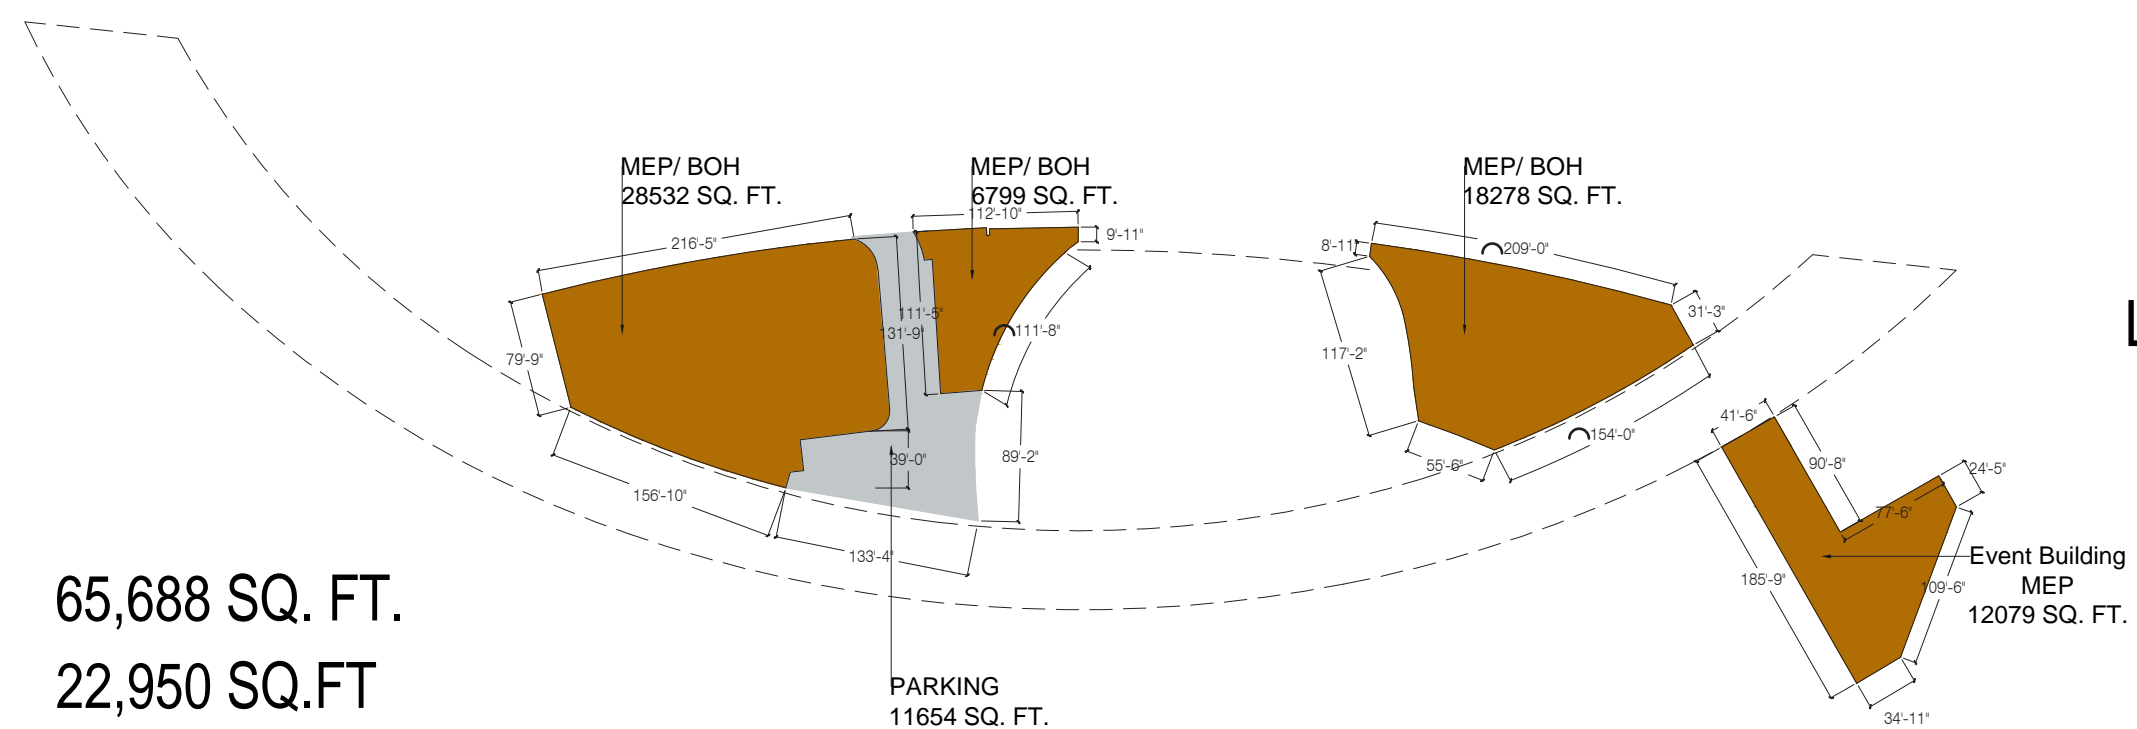 MEP/ BOH
28532 SQ. FT.
MEP/ BOH
6799 SQ. FT.
MEP/ BOH
18278 SQ. FT.
216'-5"
112'-10"
9'-11"
8'-11"
209'-0"
31'-3"
79'-9"
111'-5"
131'-9"
111'-8"
117'-2"
156'-10"
39'-0"
89'-2"
133'-4"
55'-6"
154'-0"
41'-6"
90'-8"
24'-5"
77'-6"
185'-9"
109'-6"
34'-11"
Event Building
MEP
12079 SQ. FT.
65,688 SQ. FT.
22,950 SQ.FT
PARKING
11654 SQ. FT.